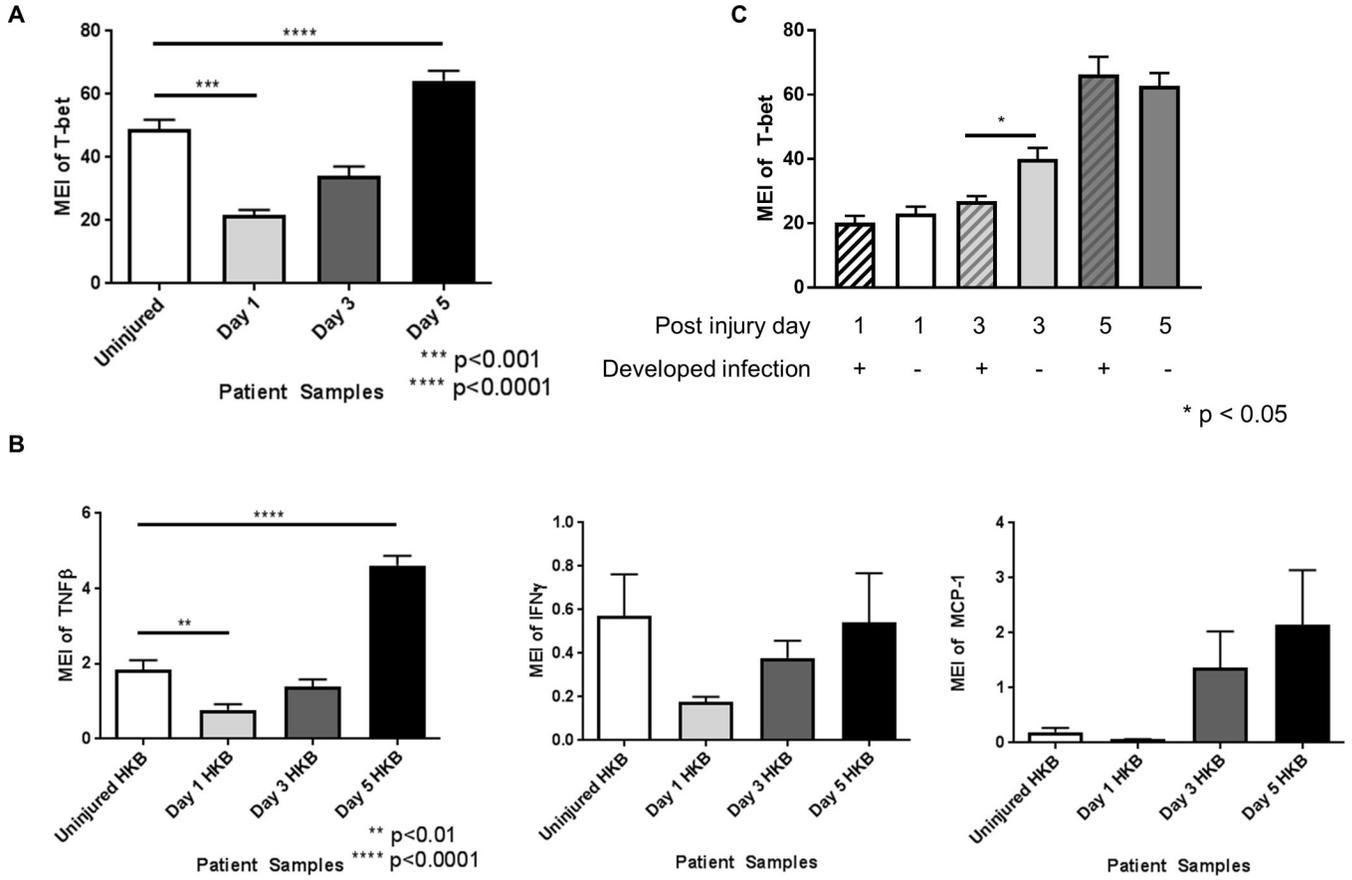 A
80
60
40
20
0
MEI of T-bet
****
***
Uninjured
Day 1
Day 3
Day 5
Patient Samples
*** p<0.001
**** p<0.0001
C
80
60
40
20
0
MEI of T-bet
*
Post injury day 1 1 3 3 5 5
Developed infection + - + - + -
* p < 0.05
B
6
4
2
0
MEI of TNFβ
****
**
Uninjured HKB
Day 1 HKB
Day 3 HKB
Day 5 HKB
Patient Samples
** p<0.01
**** p<0.0001
1.0
0.8
0.6
0.4
0.2
0.0
MEI of IFNγ
Uninjured HKB
Day 1 HKB
Day 3 HKB
Day 5 HKB
Patient Samples
4
3
2
1
0
MEI of MCP-1
Uninjured HKB
Day 1 HKB
Day 3 HKB
Day 5 HKB
Patient Samples